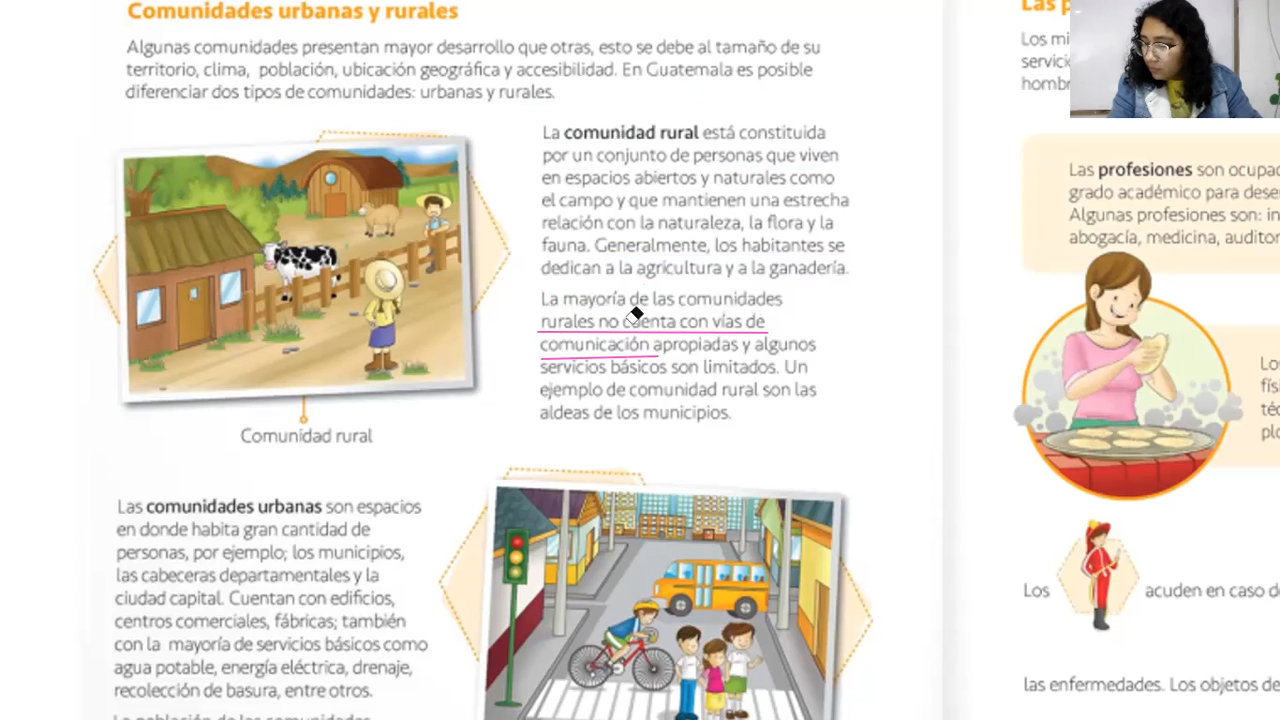 Comunidades urbanas y rurales
Algunas comunidades presentan mayor desarrollo que otras, esto se debe al tamaño de su
territorio, clima, población, ubicación geográfica y accesibilidad. En Guatemala es posible
diferenciar dos tipos de comunidades: urbanas y rurales.
La comunidad rural está constituida
por un conjunto de personas que viven
en espacios abiertos y naturales como
el campo y que mantienen una estrecha
relación con la naturaleza, la flora y la
fauna. Generalmente, los habitantes se
dedican a la agricultura y a la ganadería.
La mayoría de las comunidades
rurales no cuenta con vías de
comunicación apropiadas y algunos
servicios básicos son limitados. Un
ejemplo de comunidad rural son las
aldeas de los municipios.
Comunidad rural
Las comunidades urbanas son espacios
en donde habita gran cantidad de
personas, por ejemplo; los municipios,
las cabeceras departamentales y la
ciudad capital. Cuentan con edificios,
centros comerciales, fábricas; también
con la mayoría de servicios básicos como
agua potable, energía eléctrica, drenaje,
recolección de basura, entre otros.
La población de las comunidades
Las
Los
Las profesiones son
grado académico para
Algunas profesiones son:
abogacía, medicina,
Los acuden en caso
las enfermedades. Los objetos